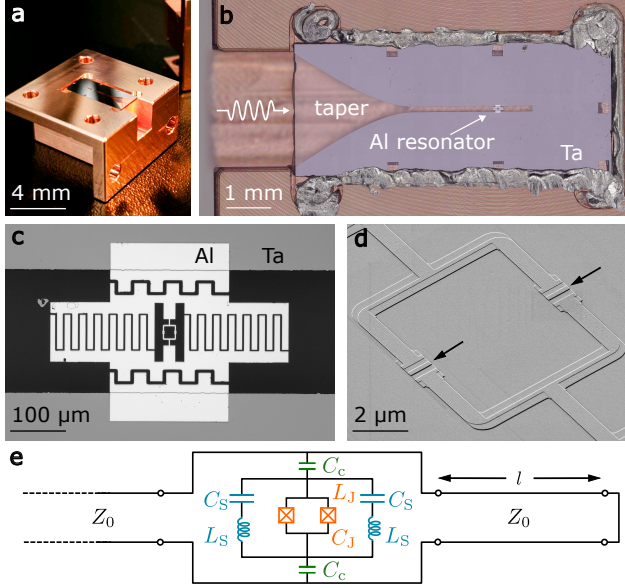 a
4 mm
b
taper
Al resonator
Ta
1 mm
c
Al
Ta
100 μm
d
2 μm
e
C_c
C_S
L_J
C_S
l
Z_0
L_S
C_J
L_S
Z_0
C_c